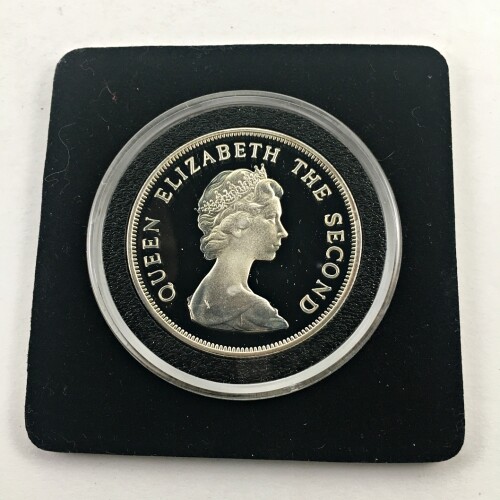 QUEEN ELIZABETH THE SECOND